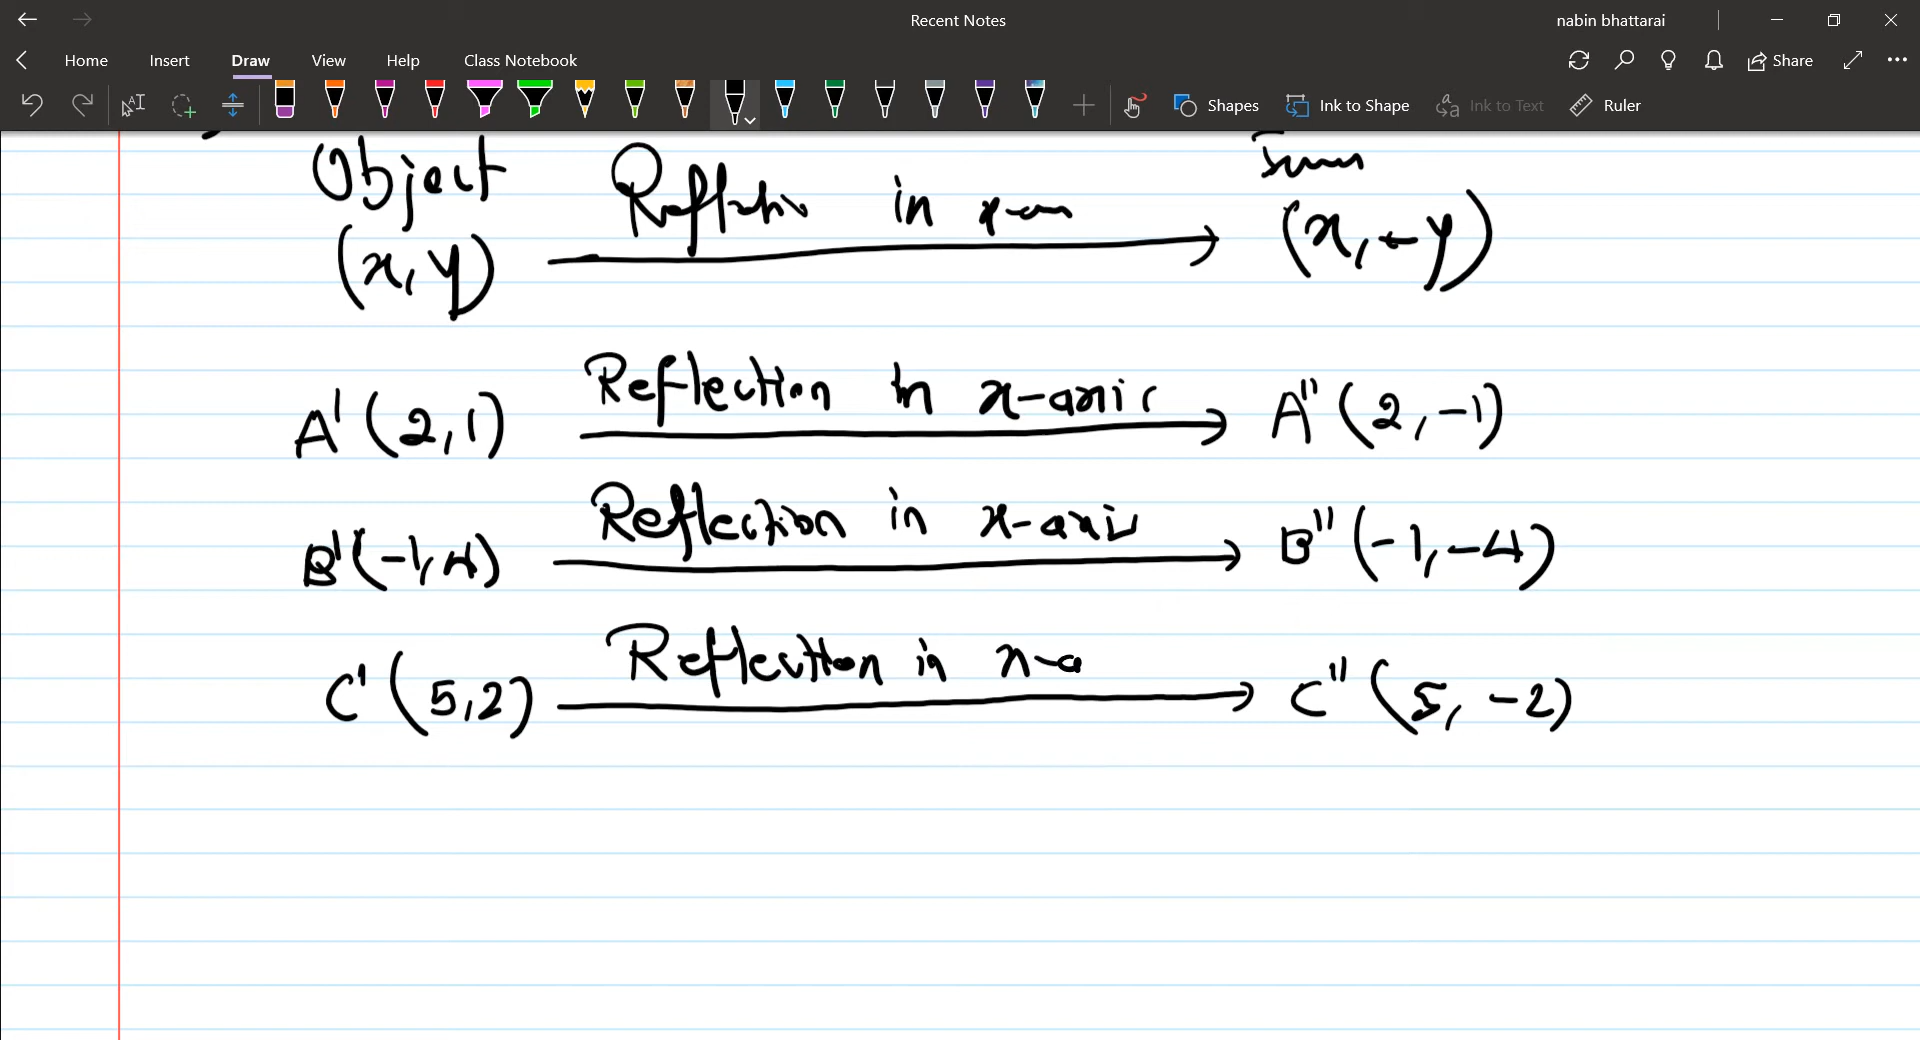 Recent Notes
nabin bhattarai
Home Insert Draw View Help Class Notebook Share
Shapes Ink to Shape Ink to Text Ruler
Object Reflection in x-
(x,y) (x,-y)
A'(2,1) Reflection in x-axis A''(2,-1)
B'(-1,4) Reflection in x-axis B''(-1,-4)
C'(5,2) Reflection in x-a C''(5,-2)